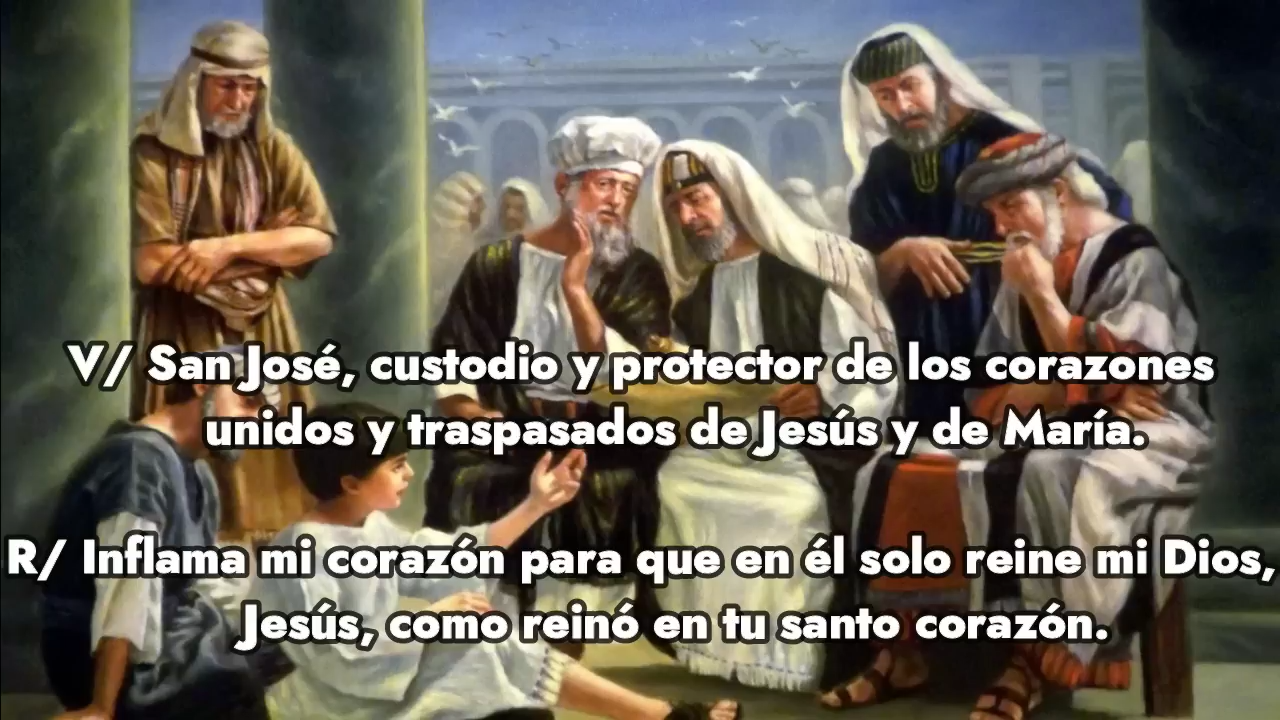 V/ San José, custodio y protector de los corazones
unidos y traspasados de Jesús y de María.
R/ Inflama mi corazón para que en él solo reine mi Dios,
Jesús, como reinó en tu santo corazón.